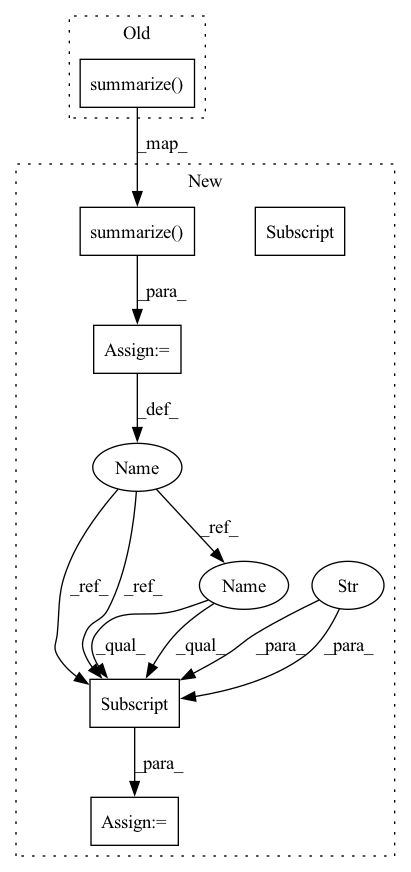 Old
summarize()
_map_
New
summarize()
Subscript
_para_
Assign:=
_def_
Name
_ref_
_ref_
_ref_
Name
Str
_qual_
_qual_
_para_
_para_
Subscript
_para_
Assign:=